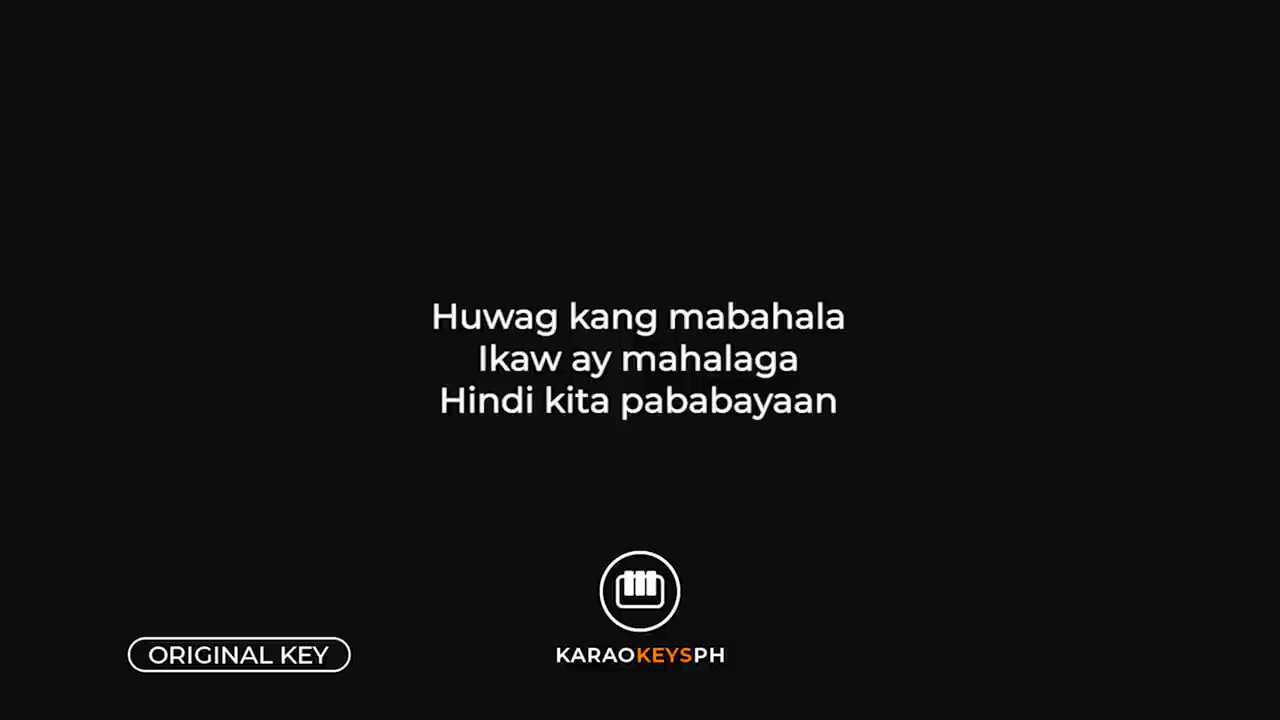 Huwag kang mabahala
Ikaw ay mahalaga
Hindi kita pababayaan
ORIGINAL KEY
KARAOKEYSPH